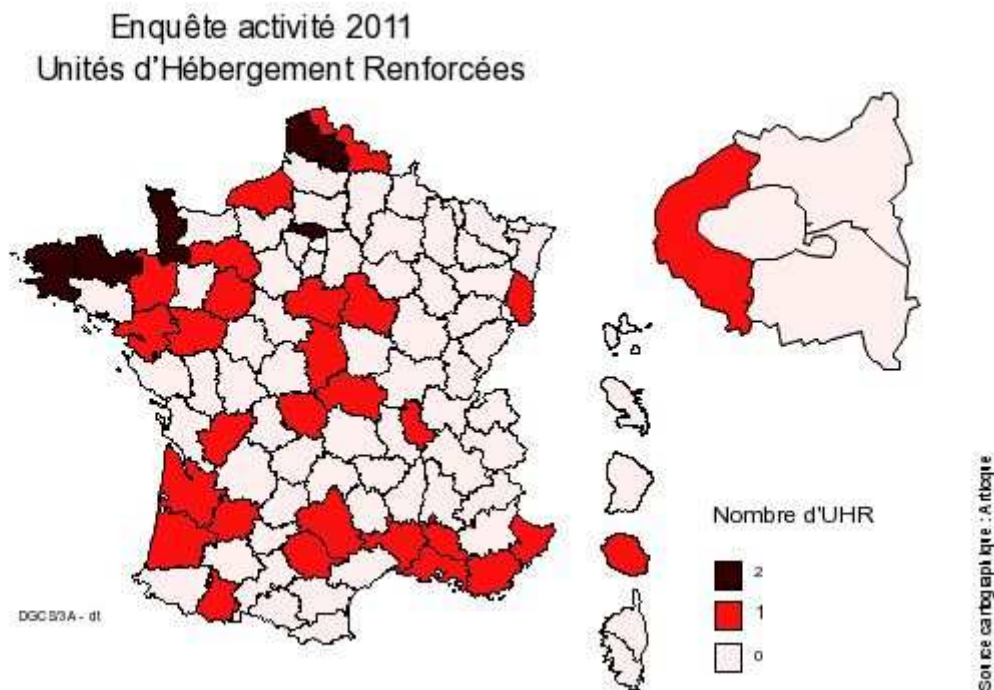 Enquête activité 2011
Unités d'Hébergement Renforcées
Nombre d'UHR
2
1
0
DGCS/3A - dt
Source cartographique : Articque